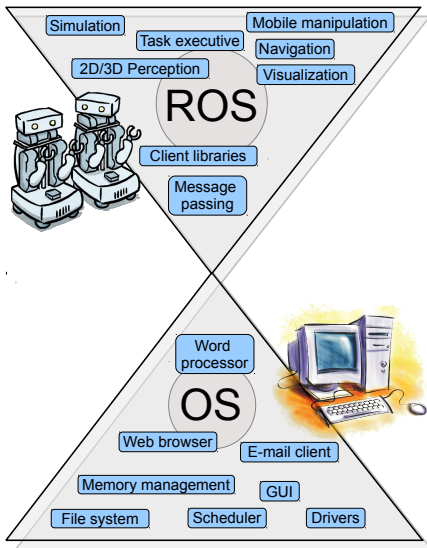 Simulation
Mobile manipulation
Task executive
Navigation
2D/3D Perception
Visualization
ROS
Client libraries
Message
passing
Word
processor
OS
Web browser
E-mail client
Memory management
GUI
File system
Scheduler
Drivers